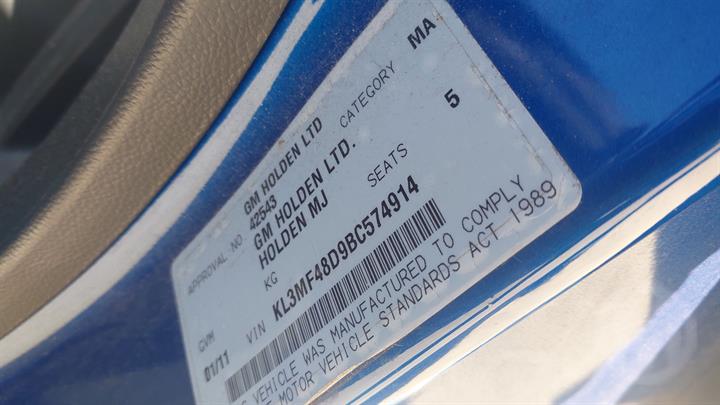 GM HOLDEN LTD
APPROVAL NO 42543 CATEGORY MA
GM HOLDEN LTD.
HOLDEN MJ SEATS 5
GVM KG
01/11 VIN KL3MF48D9BC574914
VEHICLE WAS MANUFACTURED TO COMPLY
MOTOR VEHICLE STANDARDS ACT 1989